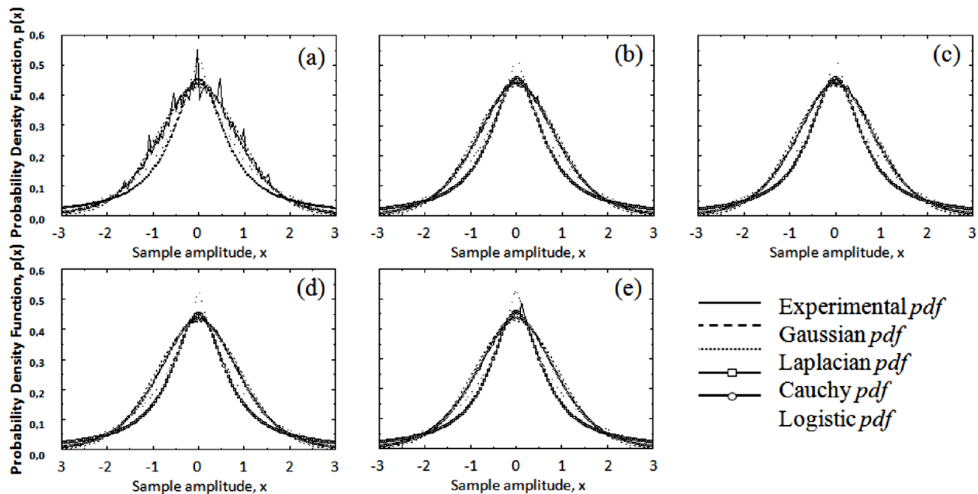 Probability Density Function, p(x)
0,6
0,5
0,4
0,3
0,2
0,1
0,0
(a)
-3 -2 -1 0 1 2 3
Sample amplitude, x
(b)
-3 -2 -1 0 1 2 3
Sample amplitude, x
(c)
-3 -2 -1 0 1 2 3
Sample amplitude, x
Probability Density Function, p(x)
0,6
0,5
0,4
0,3
0,2
0,1
0,0
(d)
-3 -2 -1 0 1 2 3
Sample amplitude, x
(e)
-3 -2 -1 0 1 2 3
Sample amplitude, x
Experimental pdf
Gaussian pdf
Laplacian pdf
Cauchy pdf
Logistic pdf